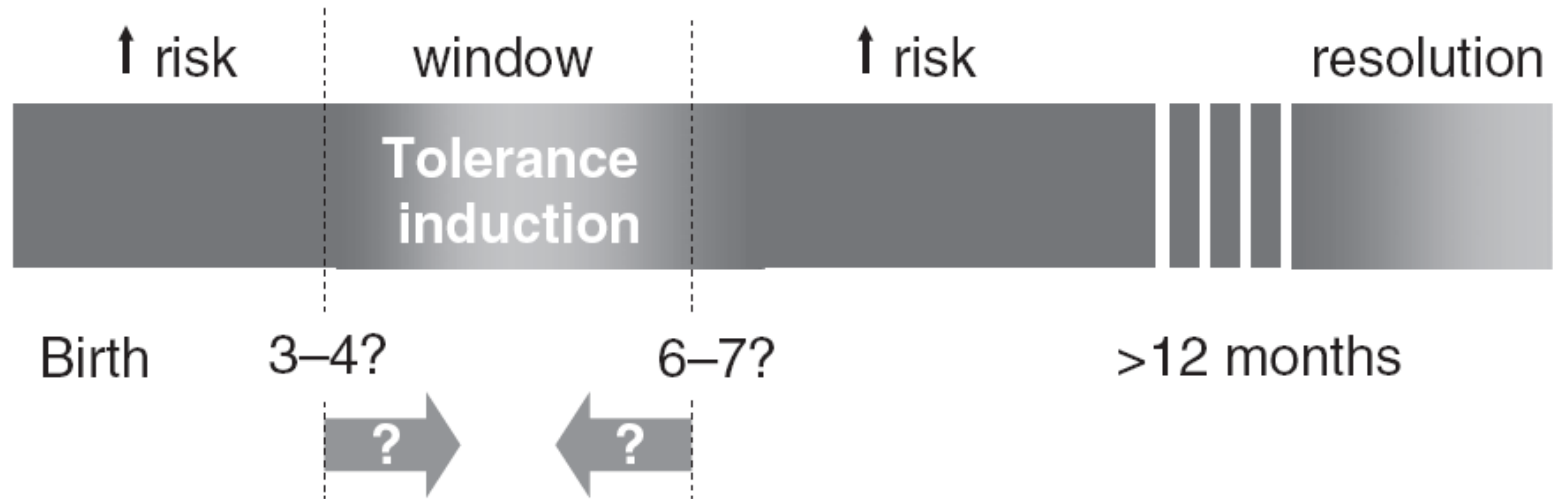 ↑ risk window ↑ risk resolution
Tolerance
induction
Birth 3–4? 6–7? >12 months
? ?